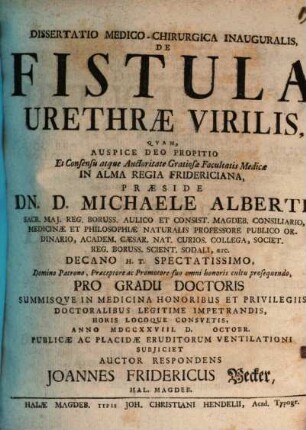 DISSERTATIO MEDICO-CHIRURGICA INAUGURALIS,
DE
FISTULA
URETHRÆ VIRILIS,
QVAM,
AUSPICE DEO PROPITIO
Et Consensu atque Auctoritate Gratiosæ Facultatis Medicæ
IN ALMA REGIA FRIDERICIANA,
PRÆSIDE
DN. D. MICHAELE ALBERTI
SACR. MAJ. REG. BORUSS. AULICO ET CONSIST. MAGDEB. CONSILIARIO,
MEDICINÆ ET PHILOSOPHIÆ NATURALIS PROFESSORE PUBLICO OR-
DINARIO, ACADEM. CÆSAR. NAT. CURIOS. COLLEGA, SOCIET.
REG. BORUSS. SCIENT. SODALI, &c.
DECANO H. T. SPECTATISSIMO,
Domino Patrono, Præceptore ac Promotore suo omni honoris cultu prosequendo,
PRO GRADU DOCTORIS
SUMMISQVE IN MEDICINA HONORIBUS ET PRIVILEGIIS
DOCTORALIBUS LEGITIME IMPETRANDIS,
HORIS LOCOQUE CONSVETIS,
ANNO MDCCXXVIII. D. OCTOBR.
PUBLICÆ AC PLACIDÆ ERUDITORUM VENTILATIONI
SUBJICIET
AUCTOR RESPONDENS
JOANNES FRIDERICUS Becker,
HAL. MAGDEB.
HALÆ MAGDEB. TYPIS JOH. CHRISTIANI HENDELII, Acad. Typogr.